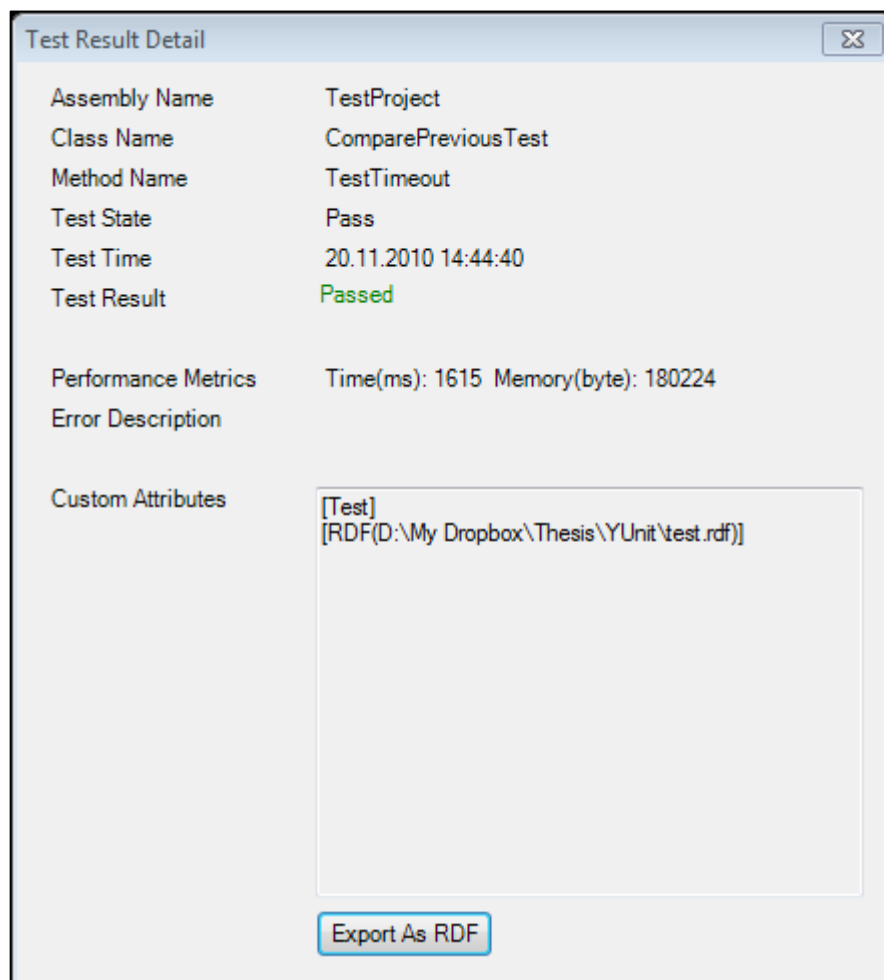 Test Result Detail
Assembly Name TestProject
Class Name ComparePreviousTest
Method Name TestTimeout
Test State Pass
Test Time 20.11.2010 14:44:40
Test Result Passed
Performance Metrics Time(ms): 1615 Memory(byte): 180224
Error Description
Custom Attributes [Test]
[RDF(D:\My Dropbox\Thesis\YUnit\test.rdf)]
Export As RDF